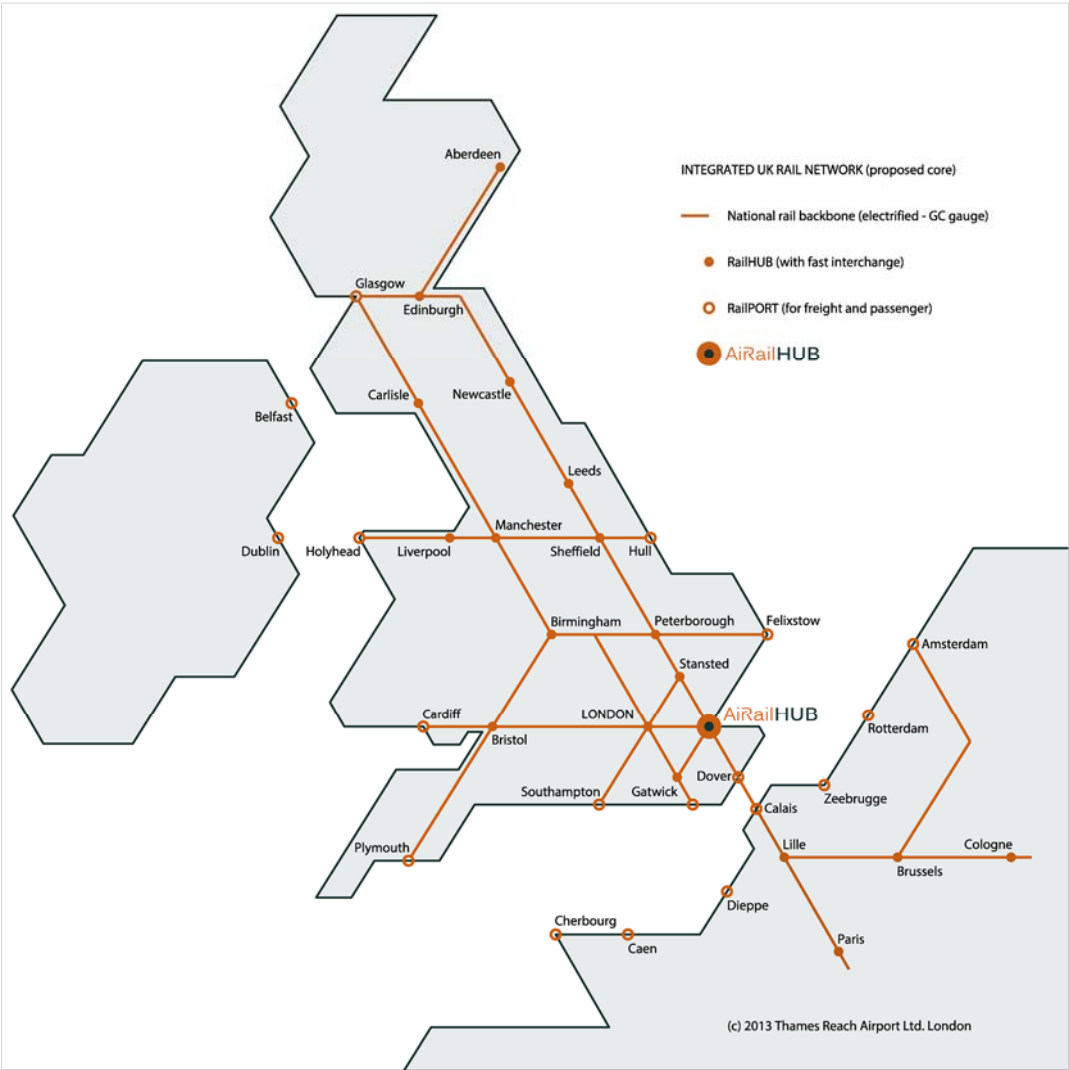 Aberdeen
INTEGRATED UK RAIL NETWORK (proposed core)
National rail backbone (electrified - GC gauge)
RailHUB (with fast interchange)
RailPORT (for freight and passenger)
AiRailHUB
Glasgow
Edinburgh
Carlisle
Newcastle
Belfast
Leeds
Manchester
Dublin
Holyhead
Liverpool
Sheffield
Hull
Birmingham
Peterborough
Felixstow
Amsterdam
Stansted
Cardiff
LONDON
AiRailHUB
Rotterdam
Bristol
Dover
Southampton
Gatwick
Zeebrugge
Calais
Plymouth
Lille
Cologne
Brussels
Dieppe
Cherbourg
Caen
Paris
(c) 2013 Thames Reach Airport Ltd. London